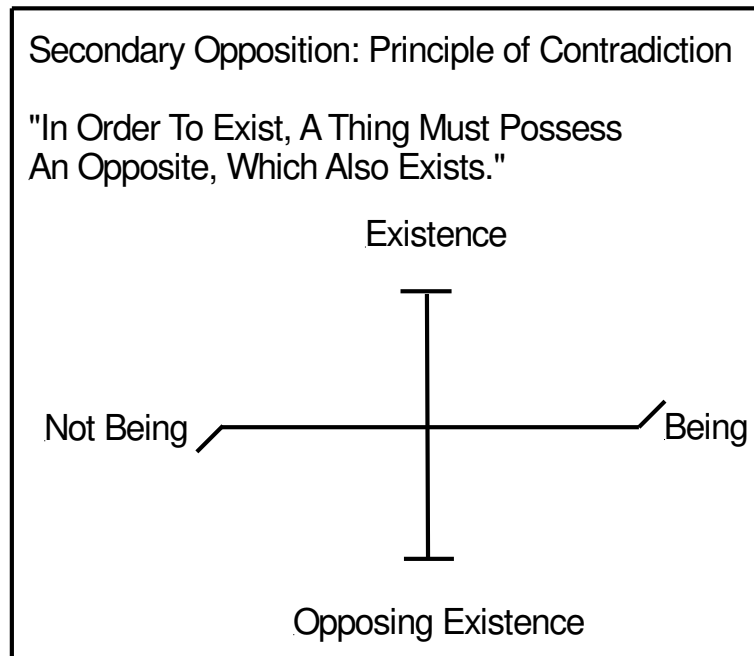 Secondary Opposition: Principle of Contradiction
"In Order To Exist, A Thing Must Possess
An Opposite, Which Also Exists."
Existence
Not Being
Being
Opposing Existence